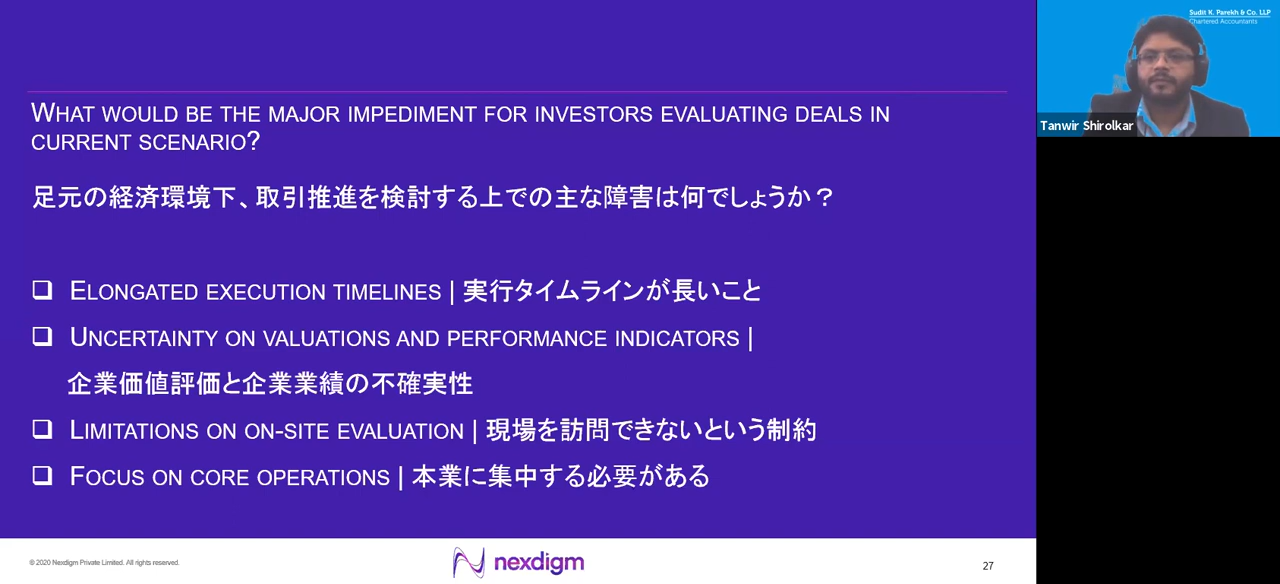 WHAT WOULD BE THE MAJOR IMPEDIMENT FOR INVESTORS EVALUATING DEALS IN
CURRENT SCENARIO?
足元の経済環境下、取引推進を検討する上での主な障害は何でしょうか？
ELONGATED EXECUTION TIMELINES | 実行タイムラインが長いこと
UNCERTAINTY ON VALUATIONS AND PERFORMANCE INDICATORS |
企業価値評価と企業業績の不確実性
LIMITATIONS ON ON-SITE EVALUATION | 現場を訪問できないという制約
FOCUS ON CORE OPERATIONS | 本業に集中する必要がある
© 2020 Nexdigm Private Limited. All rights reserved.
nexdigm
27
Sudit K. Parekh & Co. LLP
Chartered Accountants
Tanwir Shirolkar